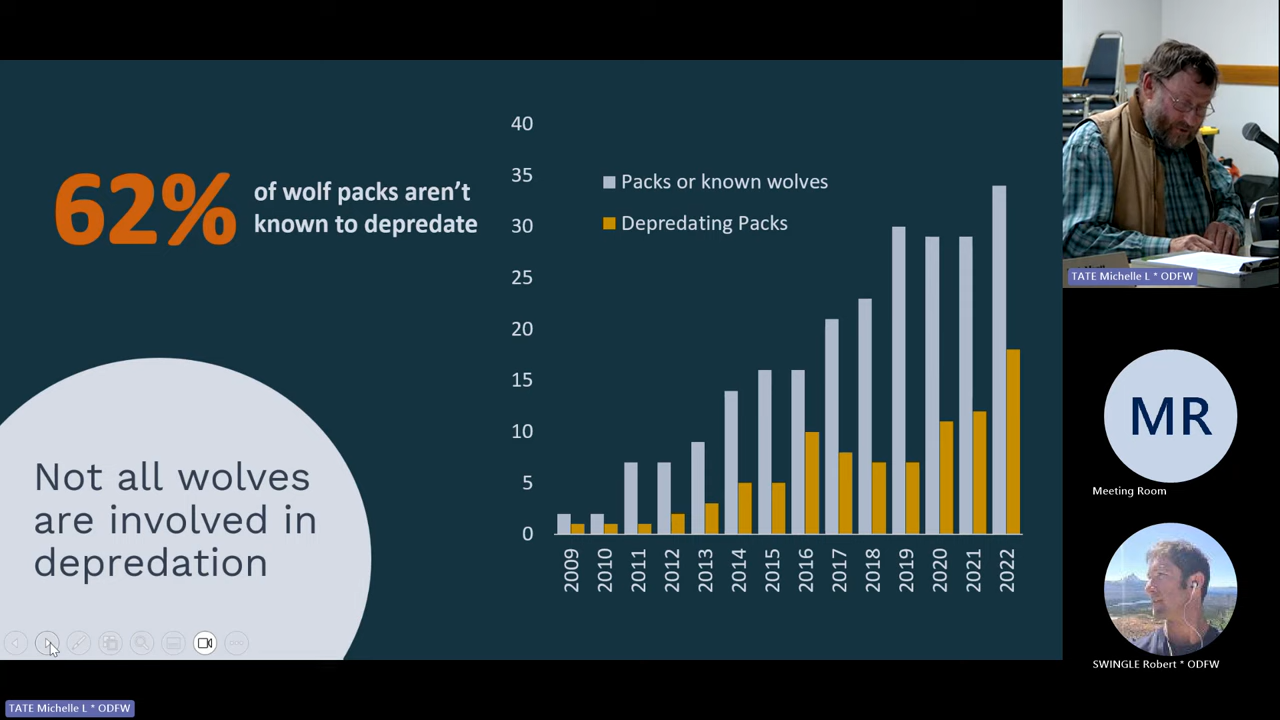 62%
of wolf packs aren't
known to depredate
Not all wolves
are involved in
depredation
40
35
30
25
20
15
10
5
0
Packs or known wolves
Depredating Packs
2009
2010
2011
2012
2013
2014
2015
2016
2017
2018
2019
2020
2021
2022
TATE Michelle L * ODFW
MR
Meeting Room
SWINGLE Robert * ODFW
TATE Michelle L * ODFW